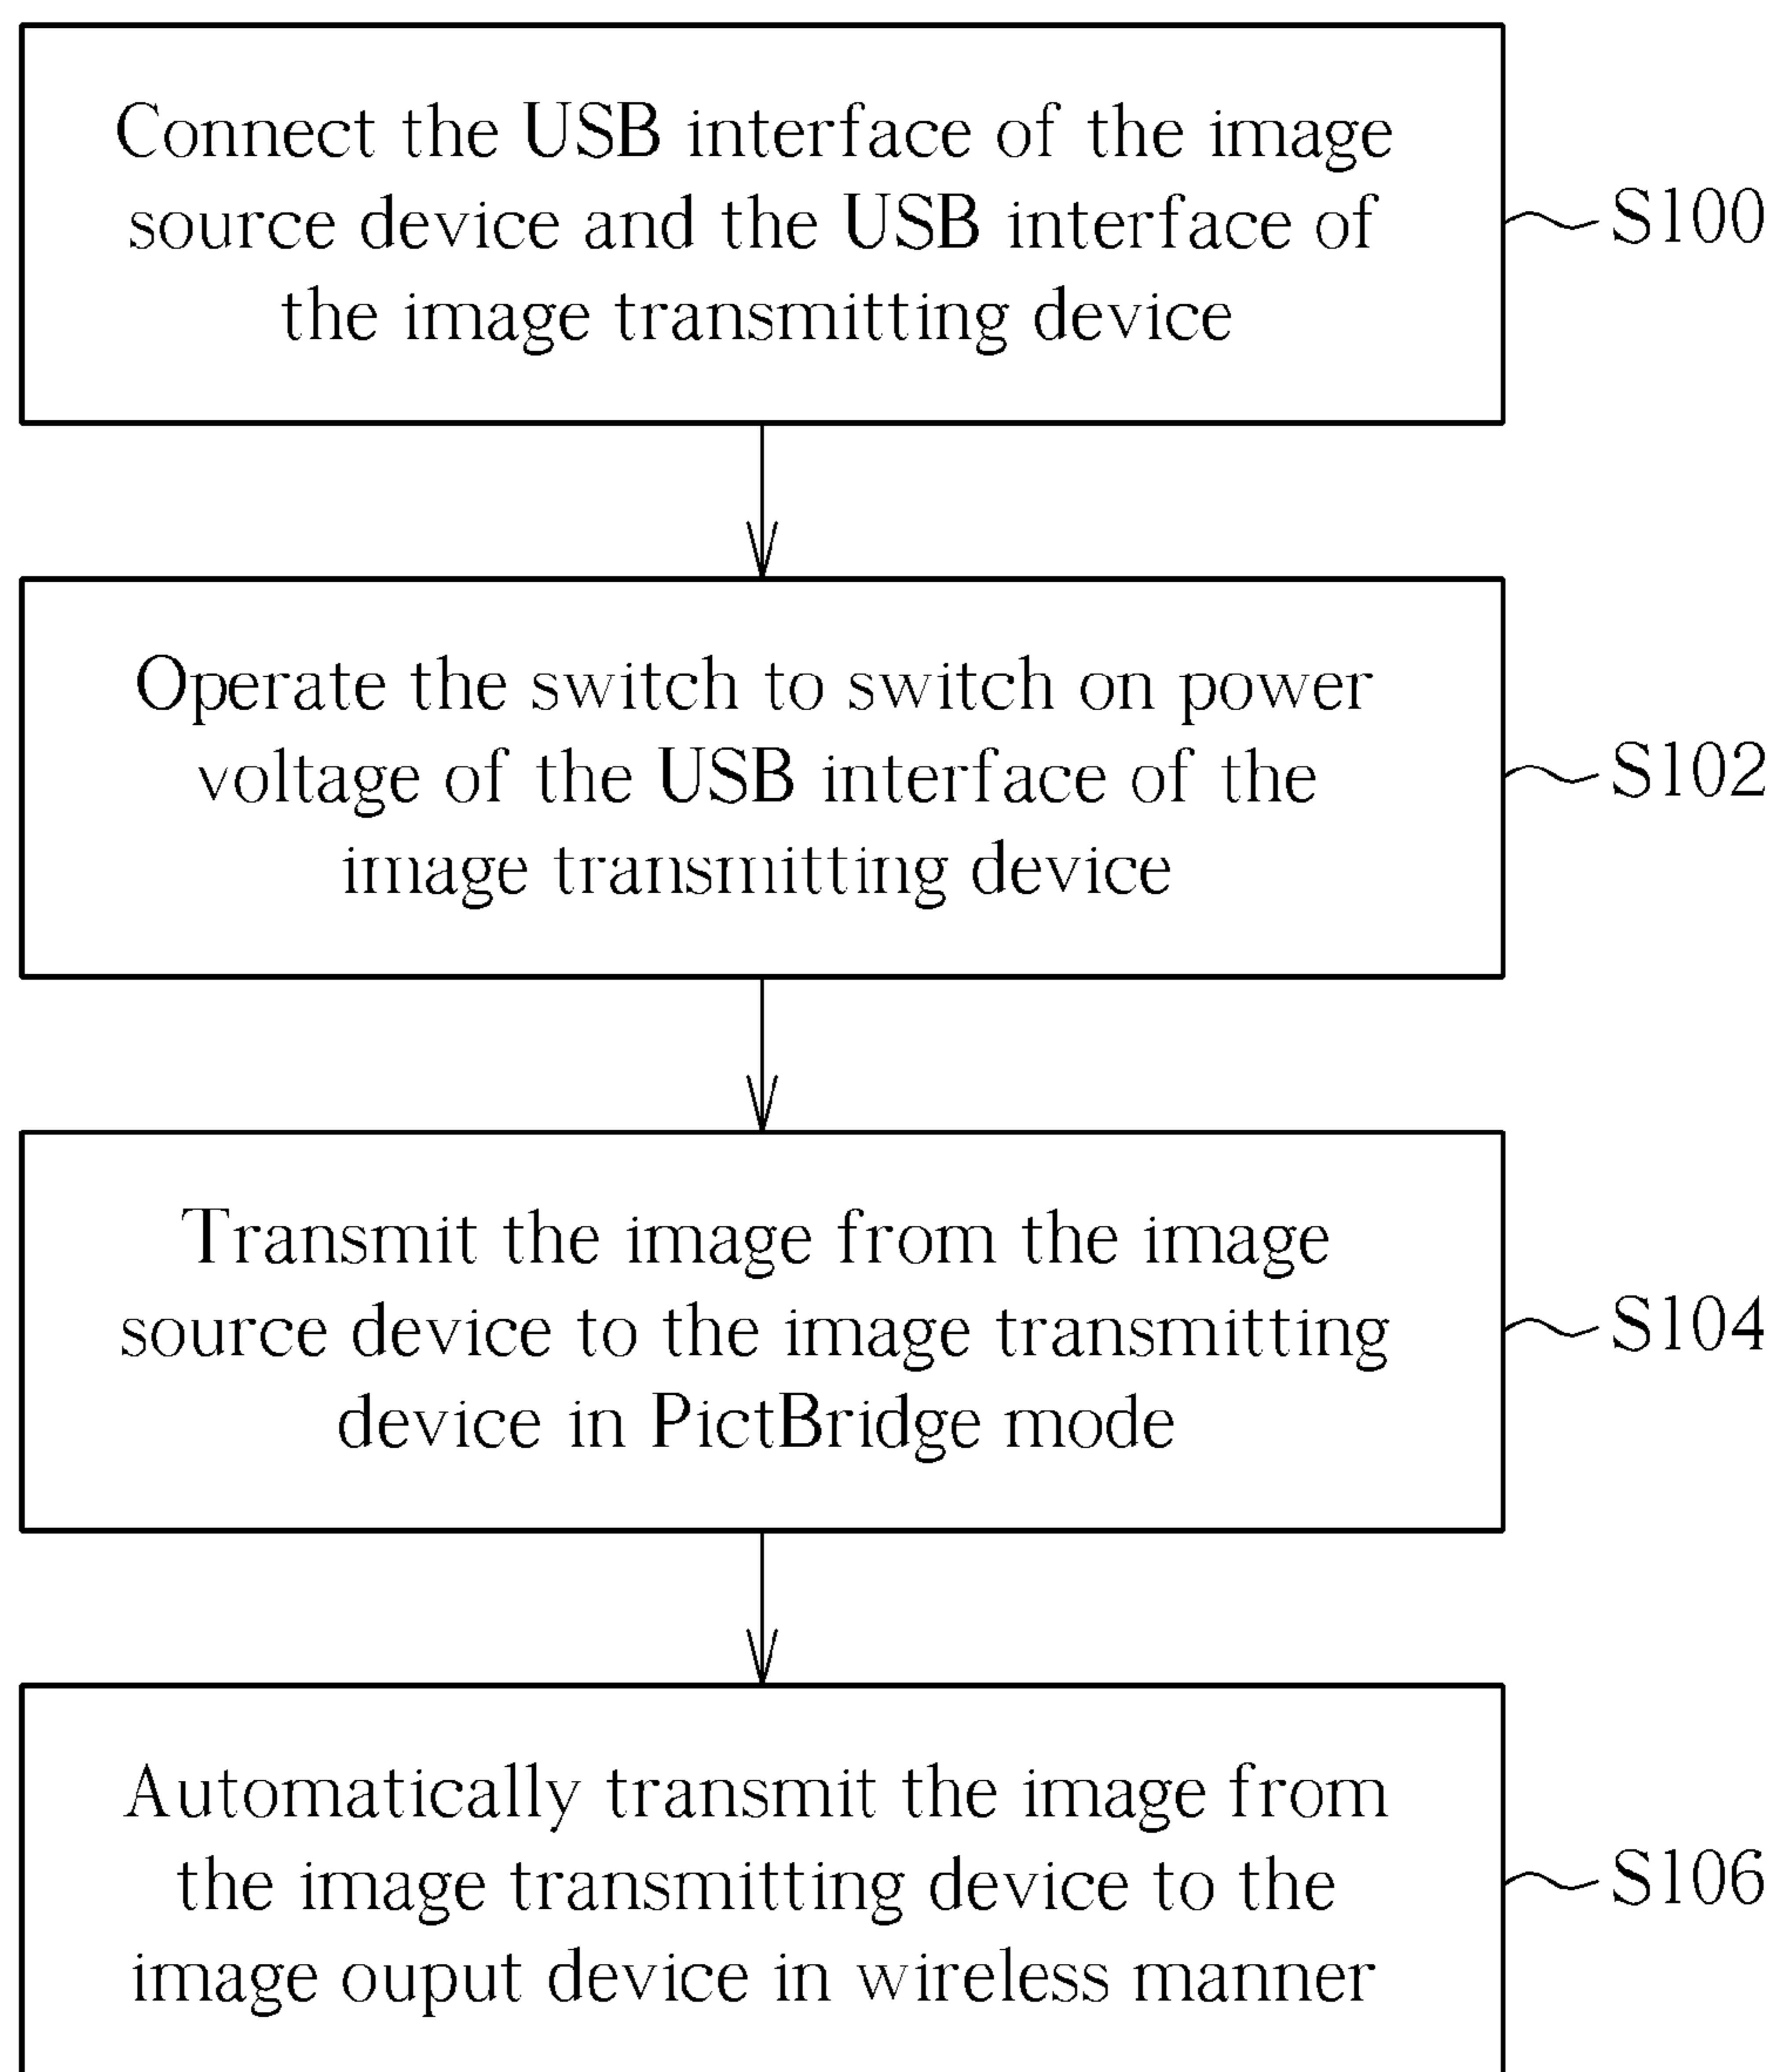 Connect the USB interface of the image
source device and the USB interface of
the image transmitting device
S100
Operate the switch to switch on power
voltage of the USB interface of the
image transmitting device
S102
Transmit the image from the image
source device to the image transmitting
device in PictBridge mode
S104
Automatically transmit the image from
the image transmitting device to the
image ouput device in wireless manner
S106